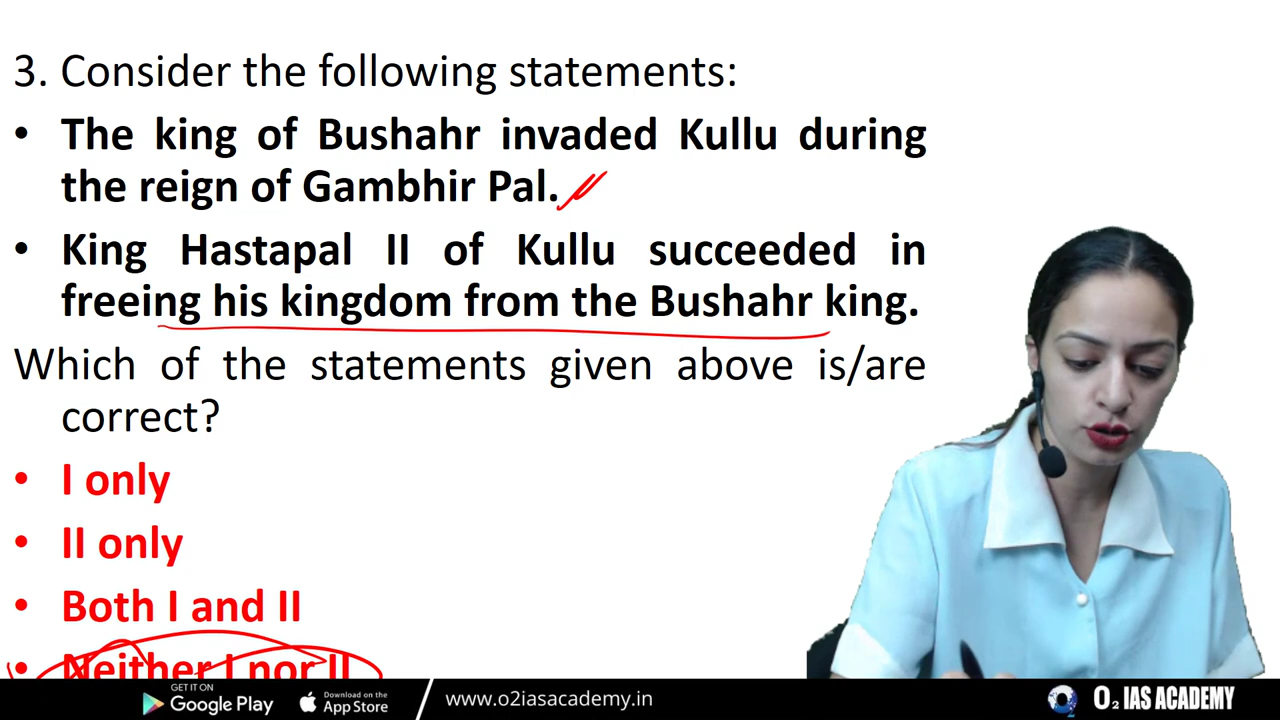 3. Consider the following statements:
• The king of Bushahr invaded Kullu during
the reign of Gambhir Pal.
• King Hastapal II of Kullu succeeded in
freeing his kingdom from the Bushahr king.
Which of the statements given above is/are
correct?
• I only
• II only
• Both I and II
• Neither I nor II
GET IT ON
Google Play
Download on the
App Store
www.o2iasacademy.in
O2 IAS ACADEMY